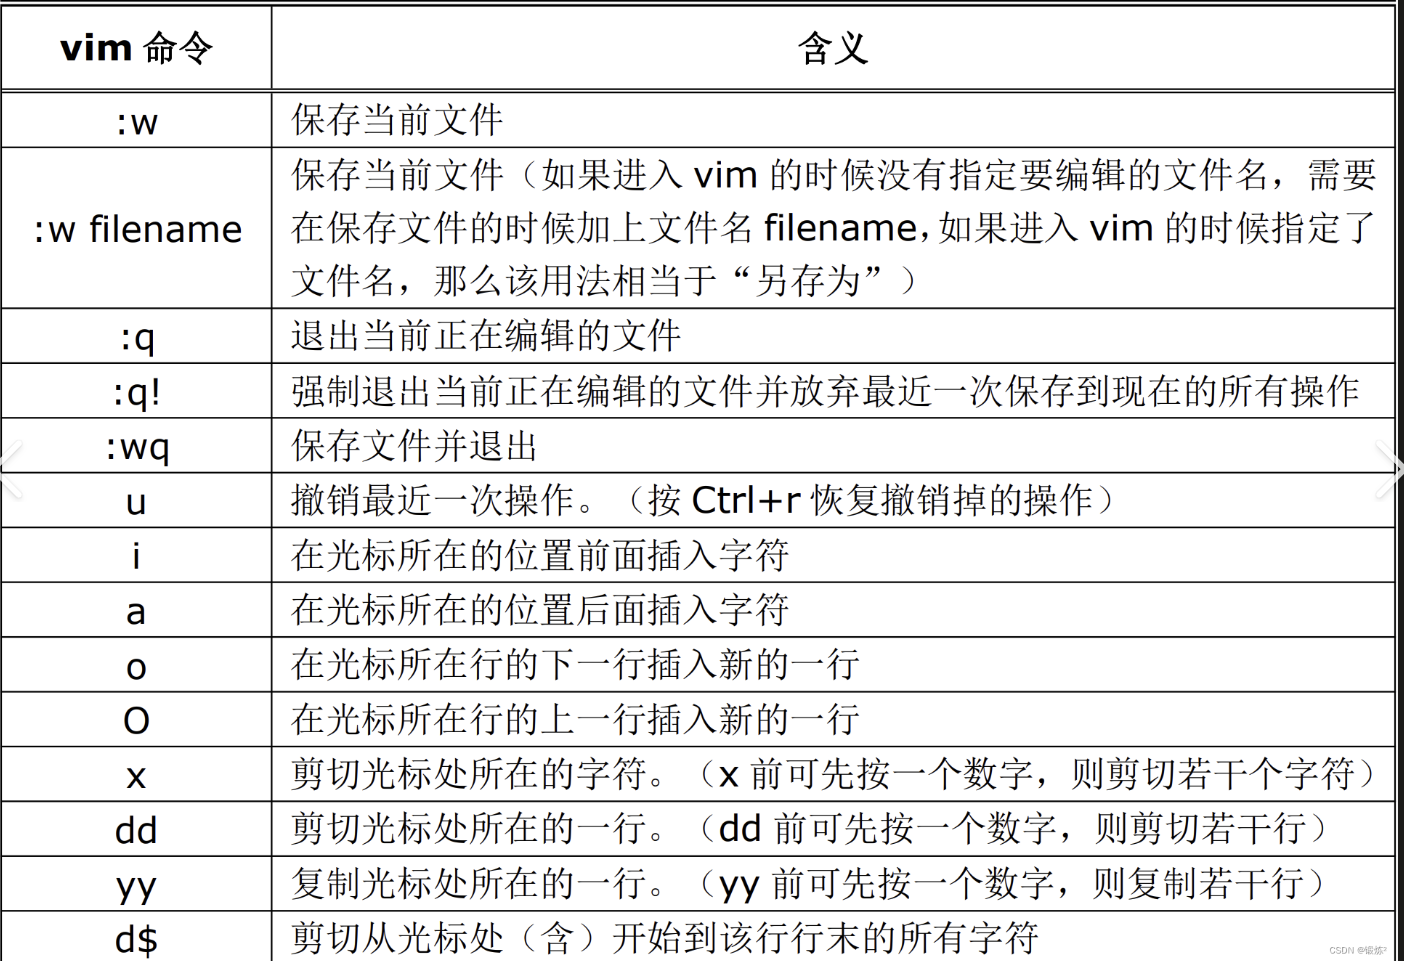 vim 命令 含义
:w 保存当前文件
保存当前文件（如果进入 vim 的时候没有指定要编辑的文件名，需要
:w filename 在保存文件的时候加上文件名 filename，如果进入 vim 的时候指定了
文件名，那么该用法相当于“另存为”）
:q 退出当前正在编辑的文件
:q! 强制退出当前正在编辑的文件并放弃最近一次保存到现在的所有操作
:wq 保存文件并退出
u 撤销最近一次操作。（按 Ctrl+r 恢复撤销掉的操作）
i 在光标所在的位置前面插入字符
a 在光标所在的位置后面插入字符
o 在光标所在行的下一行插入新的一行
O 在光标所在行的上一行插入新的一行
x 剪切光标处所在的字符。（x 前可先按一个数字，则剪切若干个字符）
dd 剪切光标处所在的一行。（dd 前可先按一个数字，则剪切若干行）
yy 复制光标处所在的一行。（yy 前可先按一个数字，则复制若干行）
d$ 剪切从光标处（含）开始到该行行末的所有字符
CSDN @锻炼?